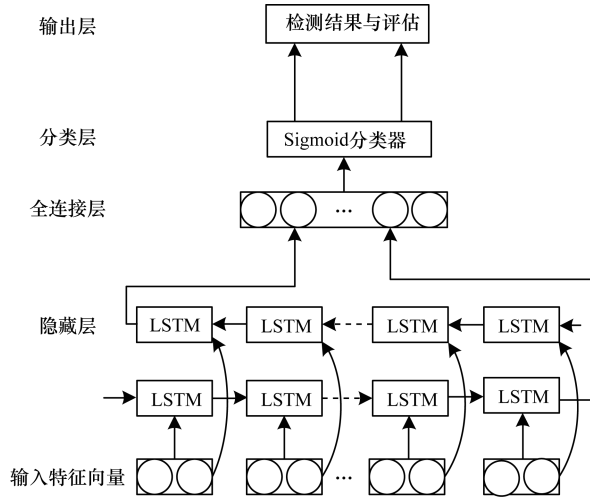 输出层 检测结果与评估
分类层 Sigmoid分类器
全连接层 ...
隐藏层 LSTM LSTM LSTM LSTM
LSTM LSTM LSTM LSTM
输入特征向量 ...